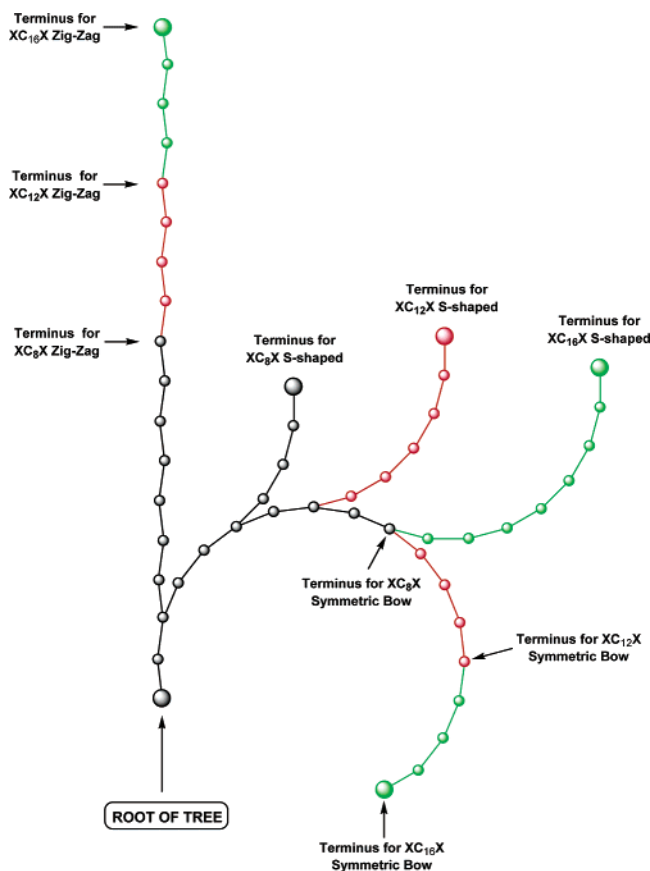 Terminus for
XC₁₆X Zig-Zag
Terminus for
XC₁₂X Zig-Zag
Terminus for
XC₈X Zig-Zag
Terminus for
XC₈X S-shaped
Terminus for
XC₁₂X S-shaped
Terminus for
XC₁₆X S-shaped
Terminus for XC₈X
Symmetric Bow
Terminus for XC₁₂X
Symmetric Bow
ROOT OF TREE
Terminus for XC₁₆X
Symmetric Bow